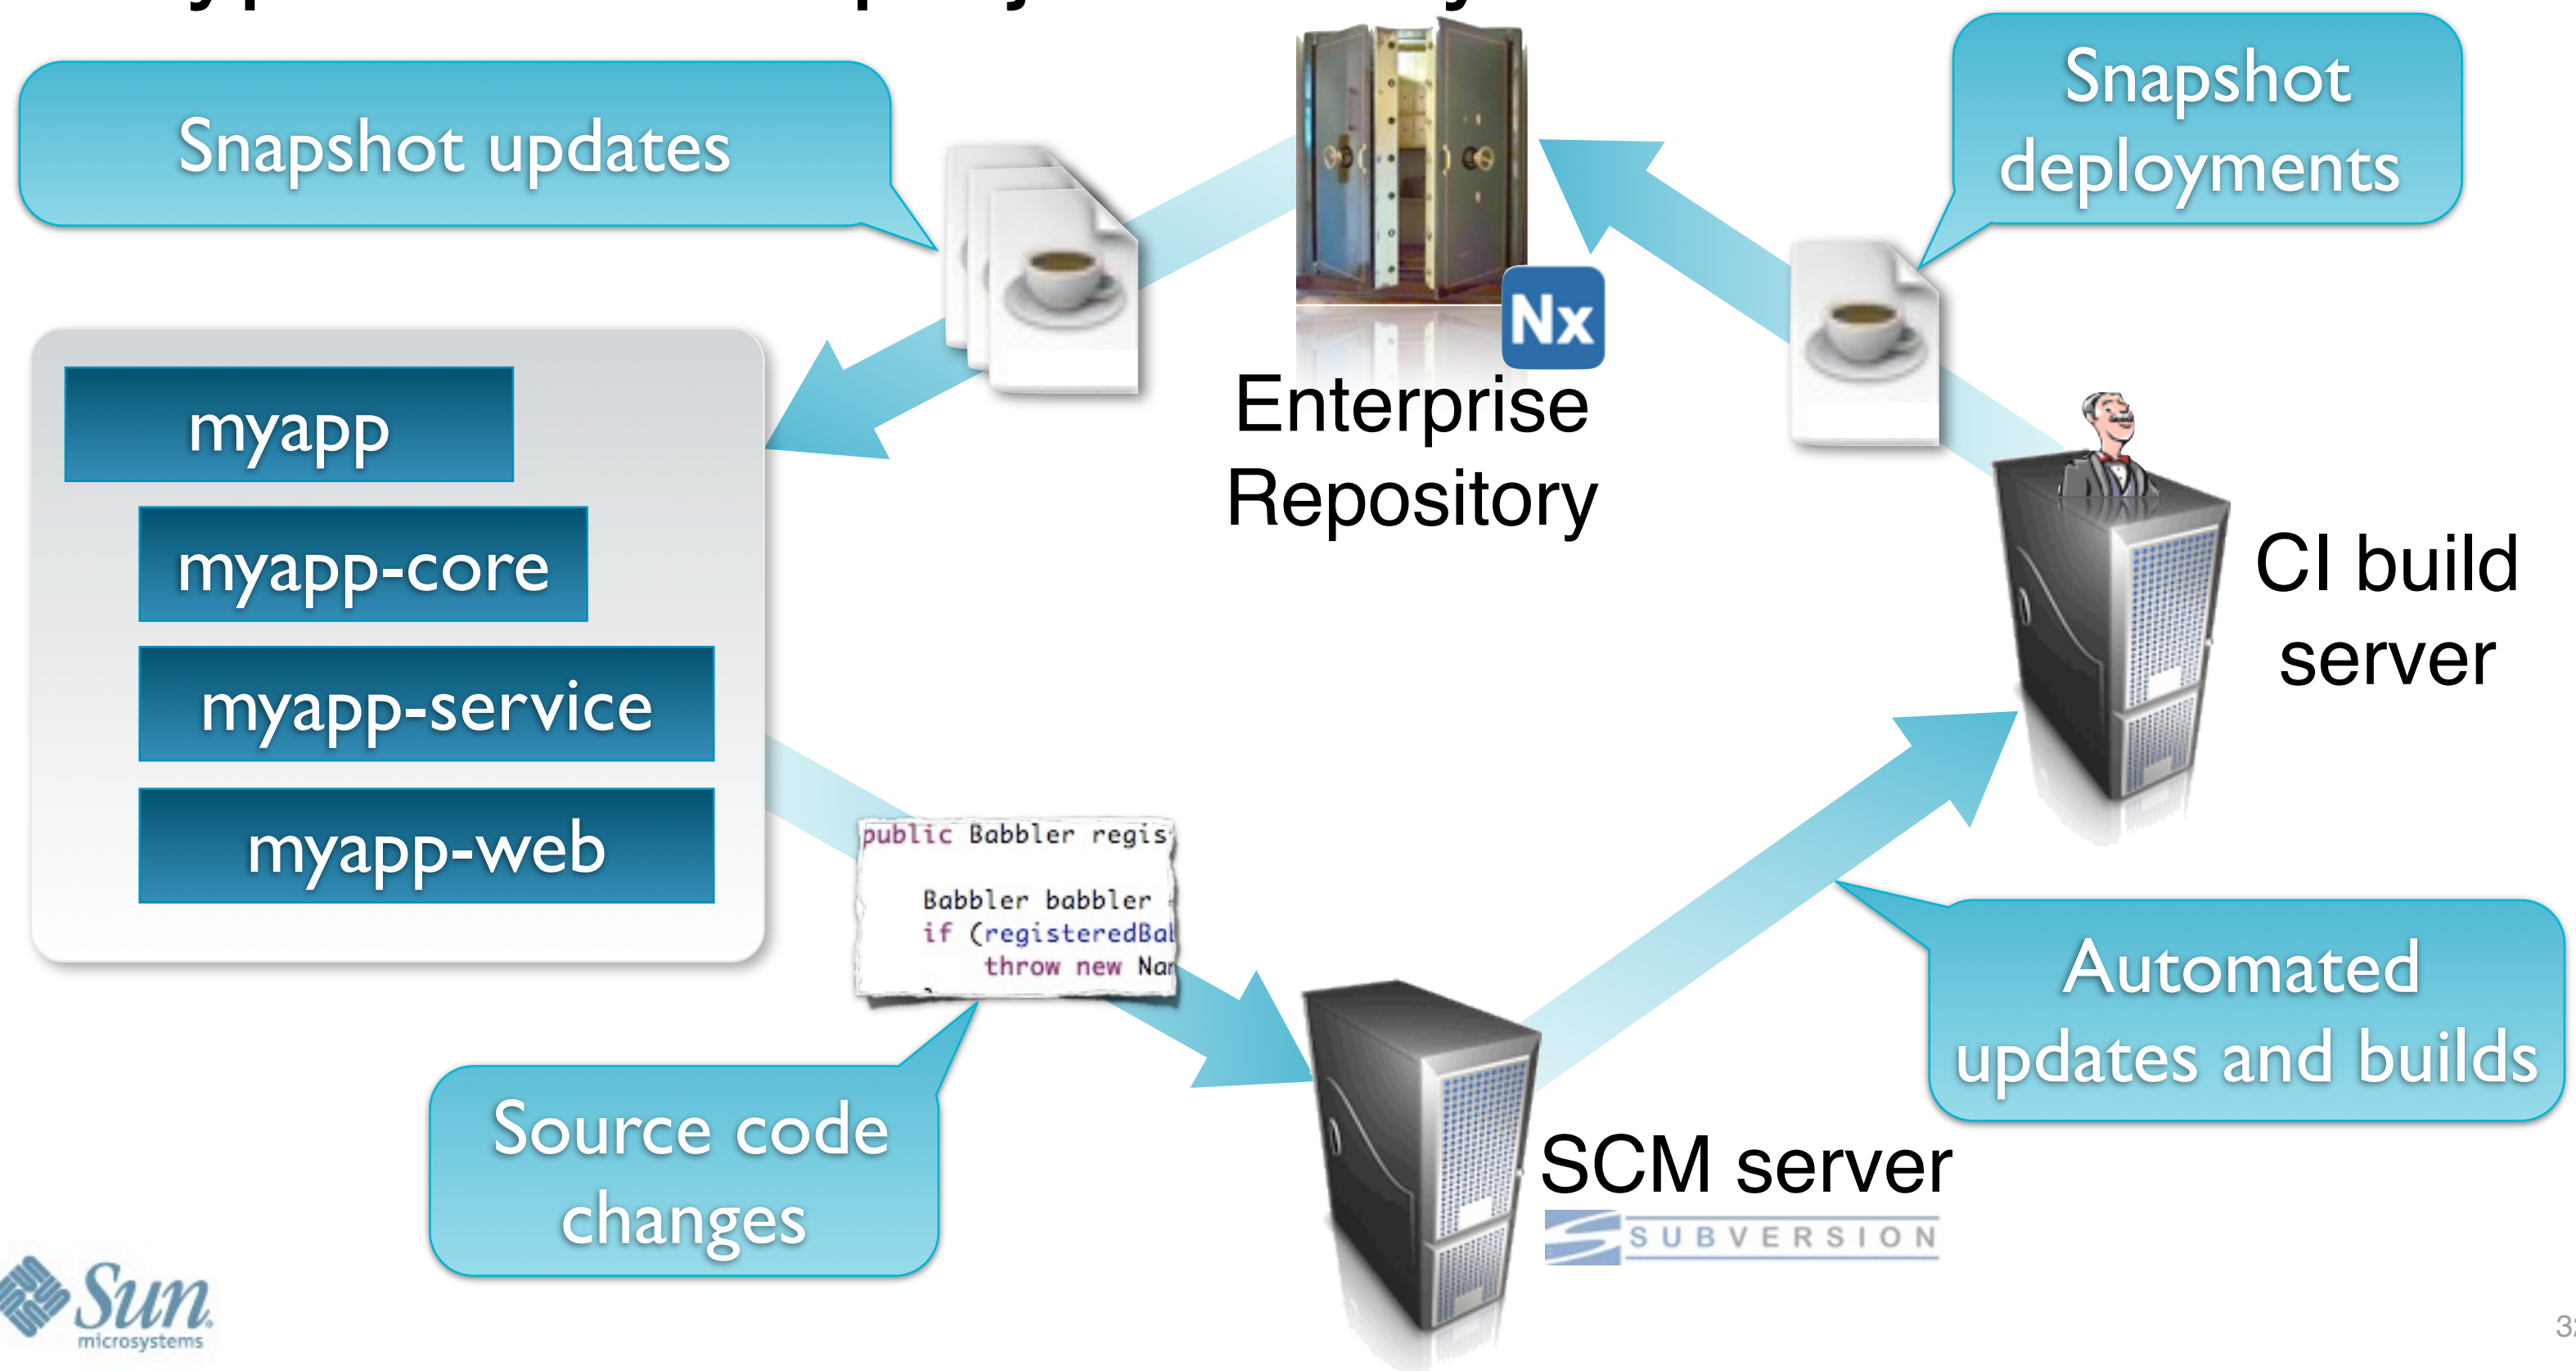 Snapshot updates
Snapshot
deployments
Nx
Enterprise
Repository
myapp
myapp-core
myapp-service
myapp-web
CI build
server
public Babbler regis
Babbler babbler
if (registeredBa
throw new Na
Automated
updates and builds
Source code
changes
SCM server
SUBVERSION
Sun
microsystems